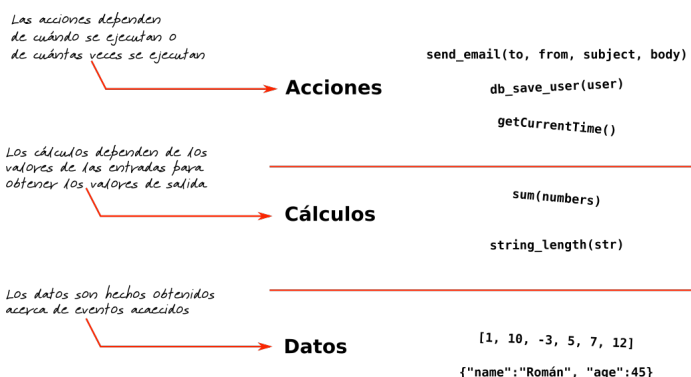 Las acciones dependen
de cuándo se ejecutan o
de cuántas veces se ejecutan
Acciones
send_email(to, from, subject, body)
db_save_user(user)
getCurrentTime()
Los cálculos dependen de los
valores de las entradas para
obtener los valores de salida
Cálculos
sum(numbers)
string_length(str)
Los datos son hechos obtenidos
acerca de eventos acaecidos
Datos
[1, 10, -3, 5, 7, 12]
{"name":"Román", "age":45}